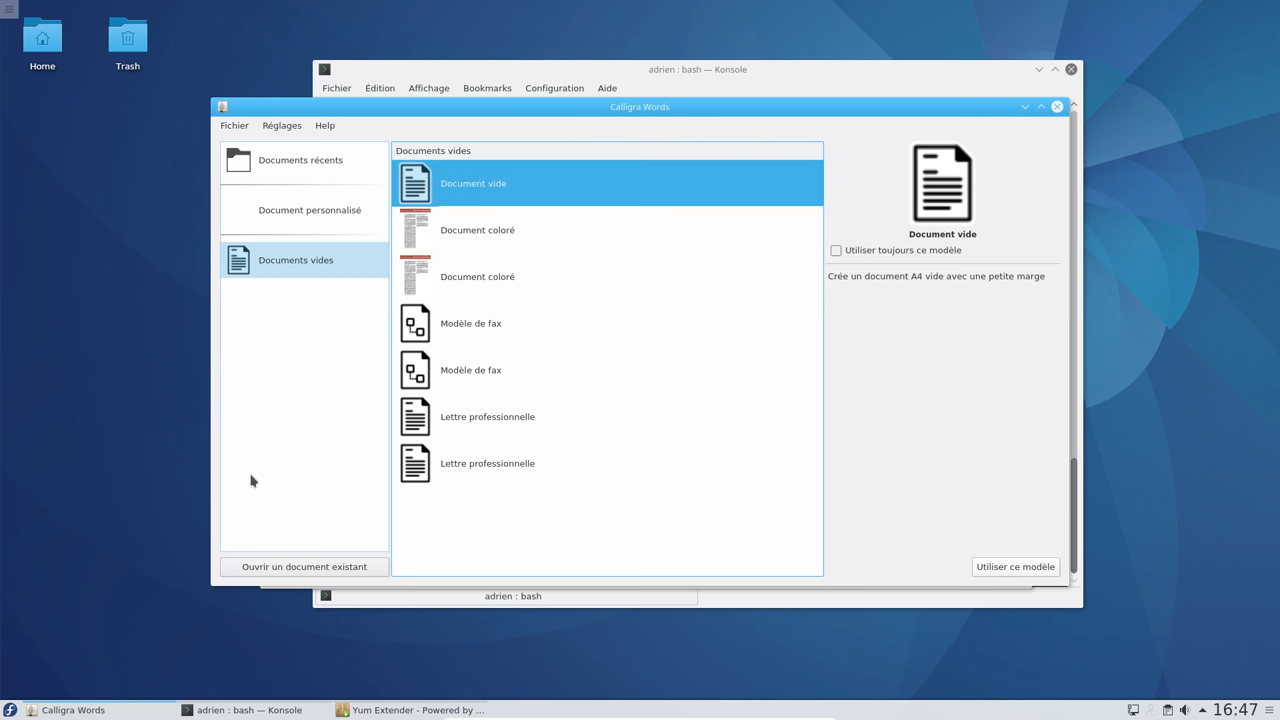 Home
Trash
adrien : bash — Konsole
Fichier Édition Affichage Bookmarks Configuration Aide
Calligra Words
Fichier Réglages Help
Documents récents
Document personnalisé
Documents vides
Ouvrir un document existant
Documents vides
Document vide
Document coloré
Document coloré
Modèle de fax
Modèle de fax
Lettre professionnelle
Lettre professionnelle
Document vide
Utiliser toujours ce modèle
Crée un document A4 vide avec une petite marge
Utiliser ce modèle
adrien : bash
Calligra Words
adrien : bash — Konsole
Yum Extender - Powered by ...
16:47